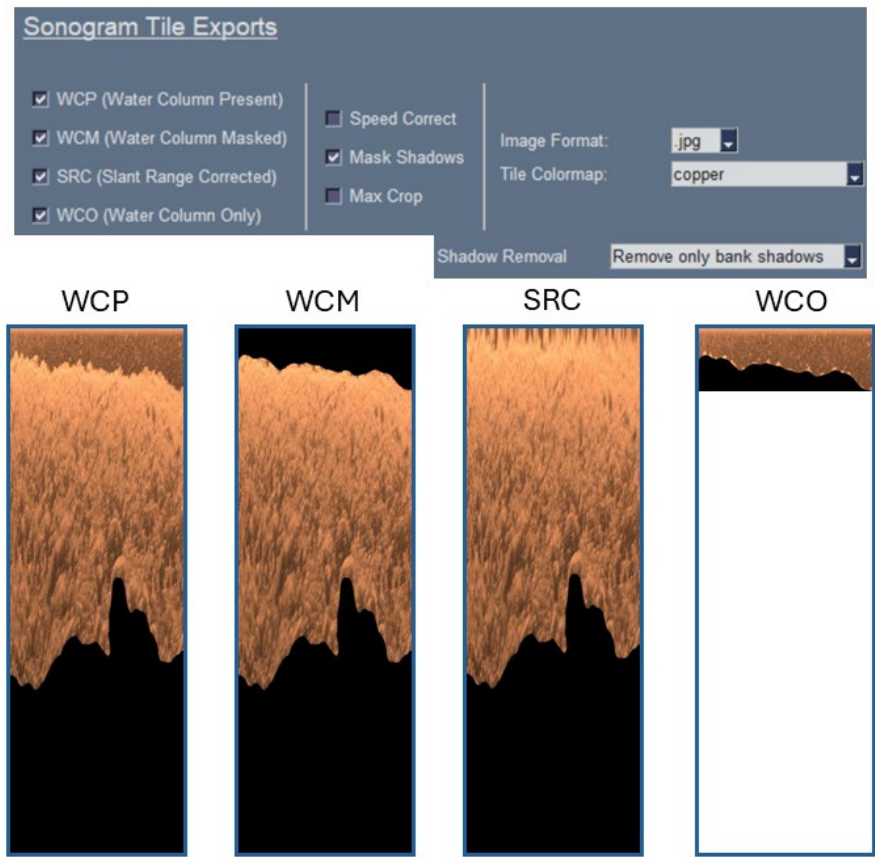 Sonogram Tile Exports
WCP (Water Column Present)
WCM (Water Column Masked)
SRC (Slant Range Corrected)
WCO (Water Column Only)
Speed Correct
Mask Shadows
Max Crop
Image Format: .jpg
Tile Colormap: copper
Shadow Removal Remove only bank shadows
WCP WCM SRC WCO